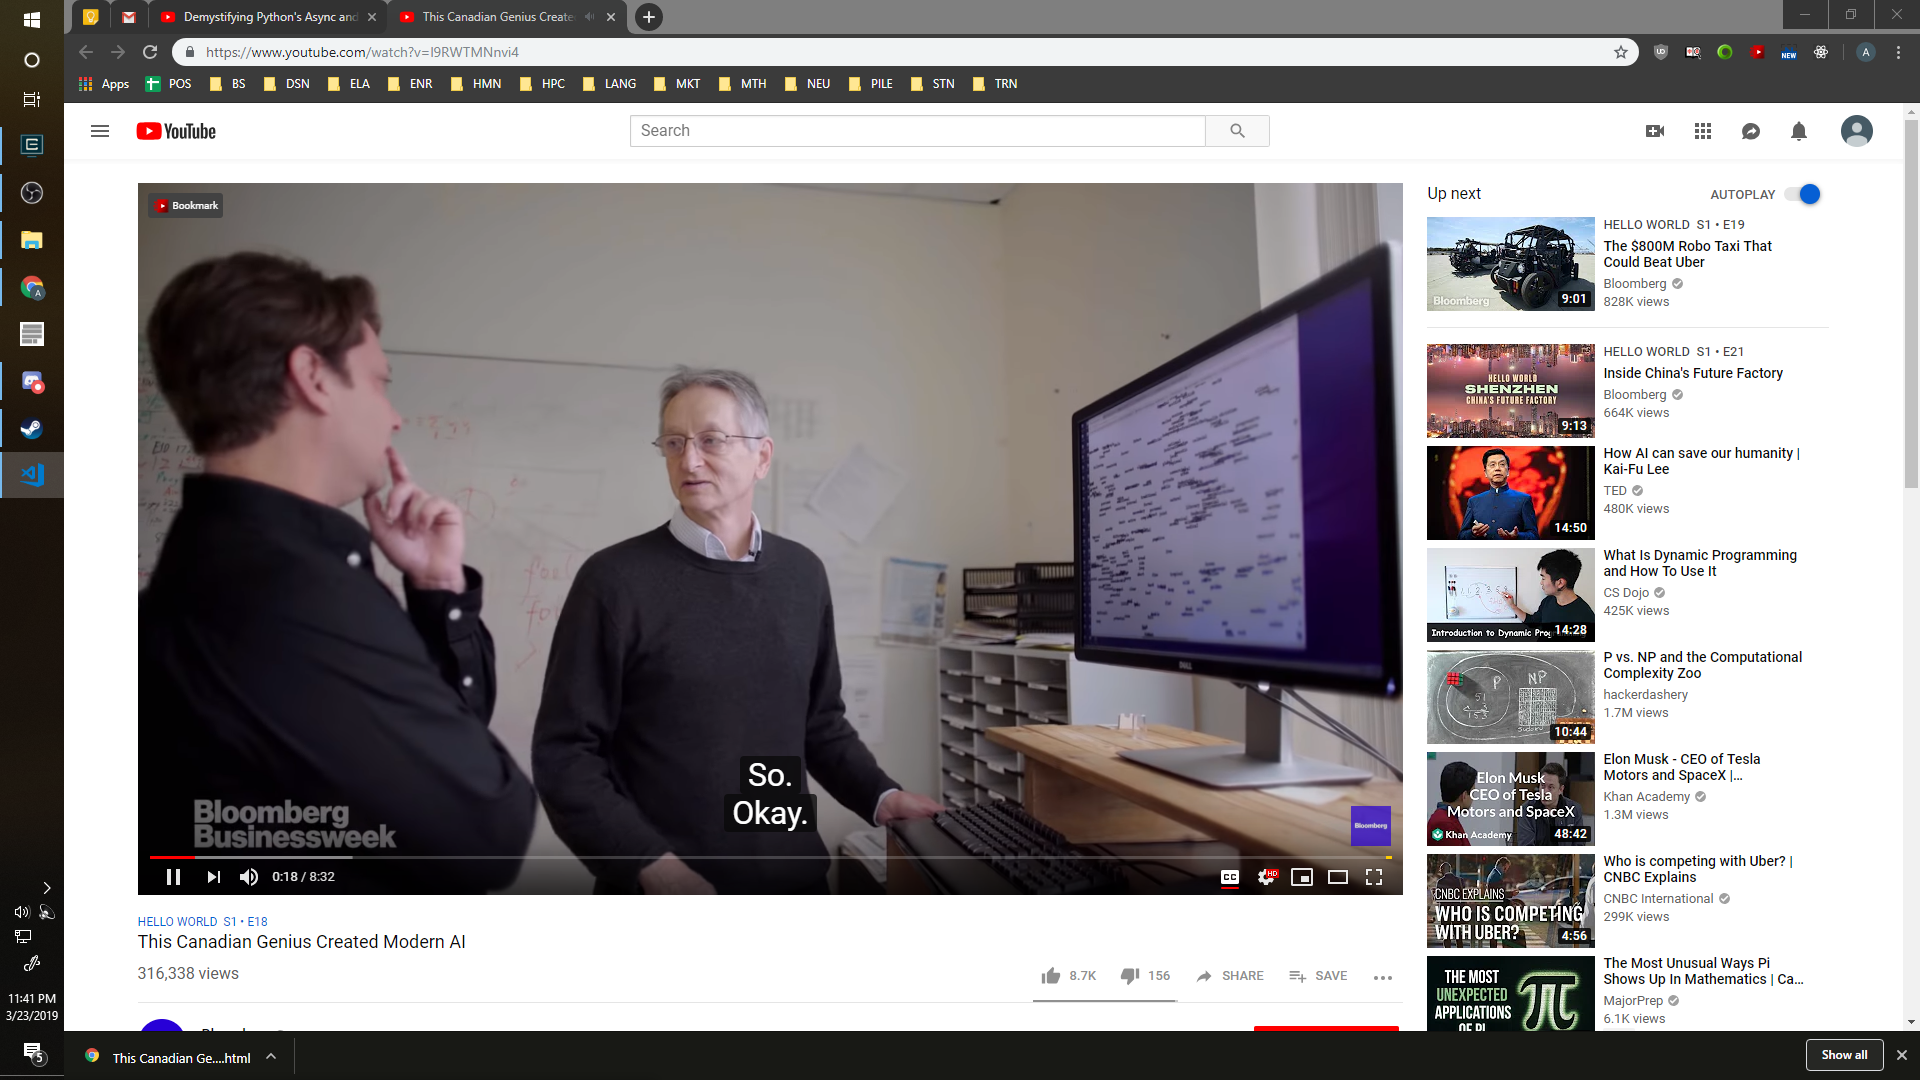 Demystifying Python's Async and
This Canadian Genius Create
https://www.youtube.com/watch?v=I9RWTMNnvi4
Apps
POS
BS
DSN
ELA
ENR
HMN
HPC
LANG
MKT
MTH
NEU
PILE
STN
TRN
NEW
A
YouTube
Search
Bookmark
So.
Okay.
Bloomberg
Businessweek
Bloomberg
DELL
0:18 / 8:32
CC
HD
HELLO WORLD S1 • E18
This Canadian Genius Created Modern AI
316,338 views
8.7K
156
SHARE
SAVE
Up next
AUTOPLAY
Bloomberg
9:01
HELLO WORLD S1 • E19
The $800M Robo Taxi That
Could Beat Uber
Bloomberg
828K views
HELLO WORLD
SHENZHEN
CHINA'S FUTURE FACTORY
9:13
HELLO WORLD S1 • E21
Inside China's Future Factory
Bloomberg
664K views
14:50
How AI can save our humanity |
Kai-Fu Lee
TED
480K views
Introduction to Dynamic Prog
14:28
What Is Dynamic Programming
and How To Use It
CS Dojo
425K views
P
NP
10:44
P vs. NP and the Computational
Complexity Zoo
hackerdashery
1.7M views
Elon Musk
CEO of Tesla
Motors and SpaceX
Khan Academy
48:42
Elon Musk - CEO of Tesla
Motors and SpaceX |...
Khan Academy
1.3M views
CNBC EXPLAINS
WHO IS COMPETING
WITH UBER?
4:56
Who is competing with Uber? |
CNBC Explains
CNBC International
299K views
THE MOST
UNEXPECTED
APPLICATIONS
OF PI
π
The Most Unusual Ways Pi
Shows Up In Mathematics | Ca...
MajorPrep
6.1K views
11:41 PM
3/23/2019
5
This Canadian Ge....html
Show all